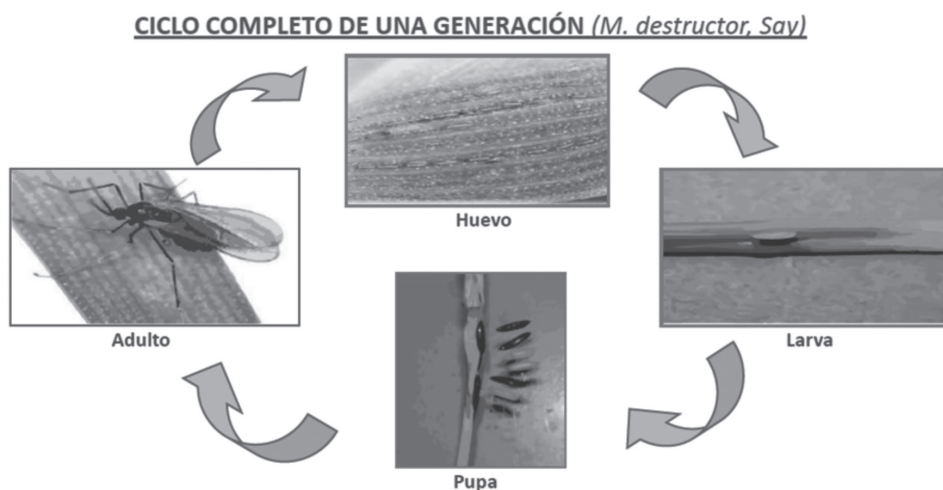 CICLO COMPLETO DE UNA GENERACIÓN (M. destructor, Say)
Huevo
Larva
Pupa
Adulto